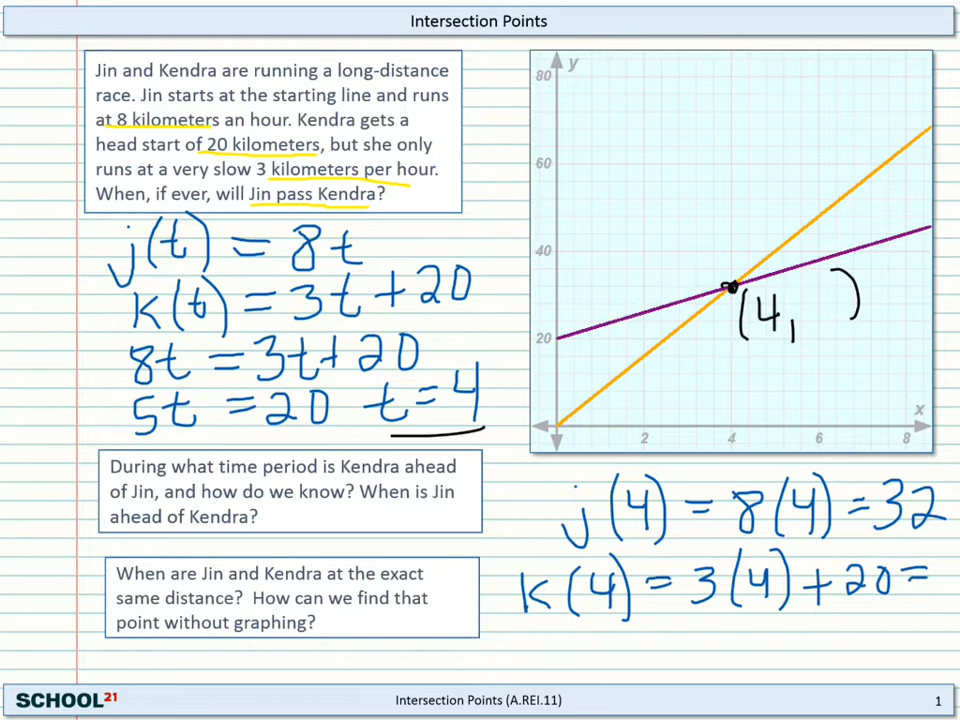 Intersection Points
Jin and Kendra are running a long-distance
race. Jin starts at the starting line and runs
at 8 kilometers an hour. Kendra gets a
head start of 20 kilometers, but she only
runs at a very slow 3 kilometers per hour.
When, if ever, will Jin pass Kendra?
j(t) = 8t
k(t) = 3t + 20
8t = 3t + 20
5t = 20 t = 4
During what time period is Kendra ahead
of Jin, and how do we know? When is Jin
ahead of Kendra?
When are Jin and Kendra at the exact
same distance? How can we find that
point without graphing?
y
80
60
40
20
(4, )
x
2 4 6 8
j(4) = 8(4) = 32
k(4) = 3(4) + 20 =
SCHOOL21
Intersection Points (A.REI.11)
1